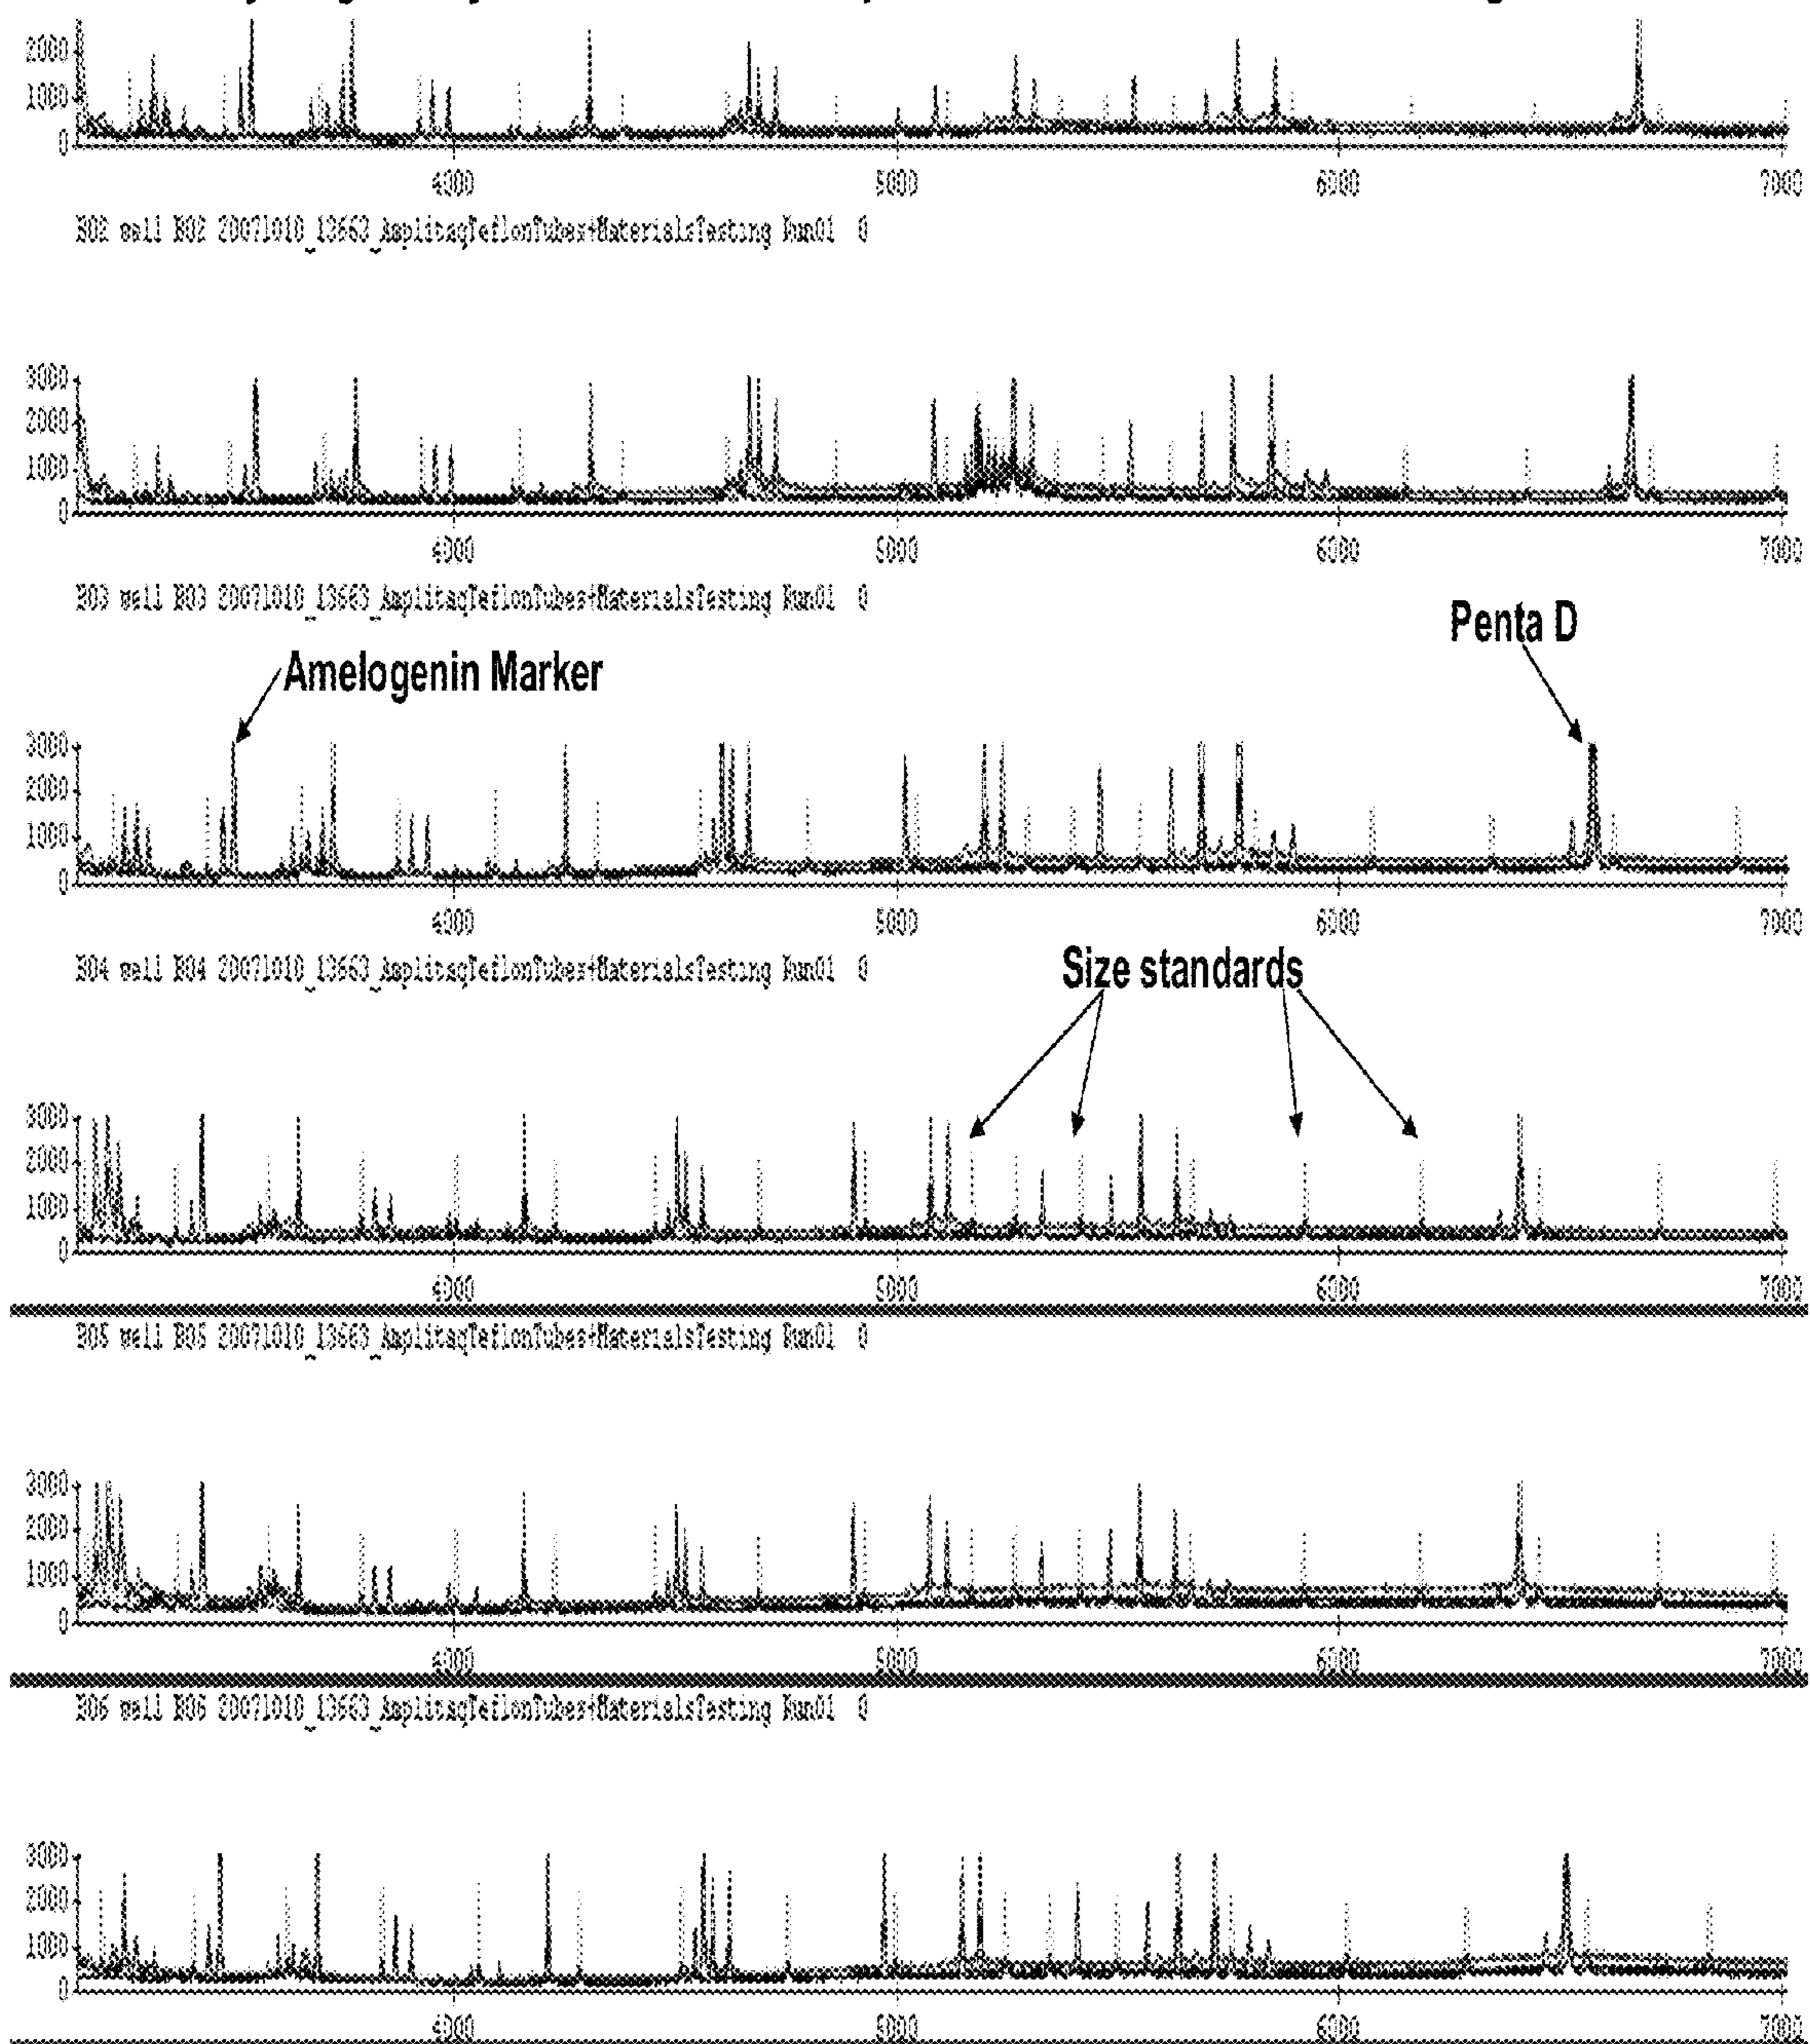 2000
1000
0
4000 5000 6000 7000
B02 well B02 20071010_13663_AmplitaqTeflonTubes+MaterialsTesting Run01 0
3000
2000
1000
0
4000 5000 6000 7000
B03 well B03 20071010_13663_AmplitaqTeflonTubes+MaterialsTesting Run01 0
Penta D
Amelogenin Marker
3000
2000
1000
0
4000 5000 6000 7000
B04 well B04 20071010_13663_AmplitaqTeflonTubes+MaterialsTesting Run01 0
Size standards
3000
2000
1000
0
4000 5000 6000 7000
B05 well B05 20071010_13663_AmplitaqTeflonTubes+MaterialsTesting Run01 0
3000
2000
1000
0
4000 5000 6000 7000
B06 well B06 20071010_13663_AmplitaqTeflonTubes+MaterialsTesting Run01 0
3000
2000
1000
0
4000 5000 6000 7000